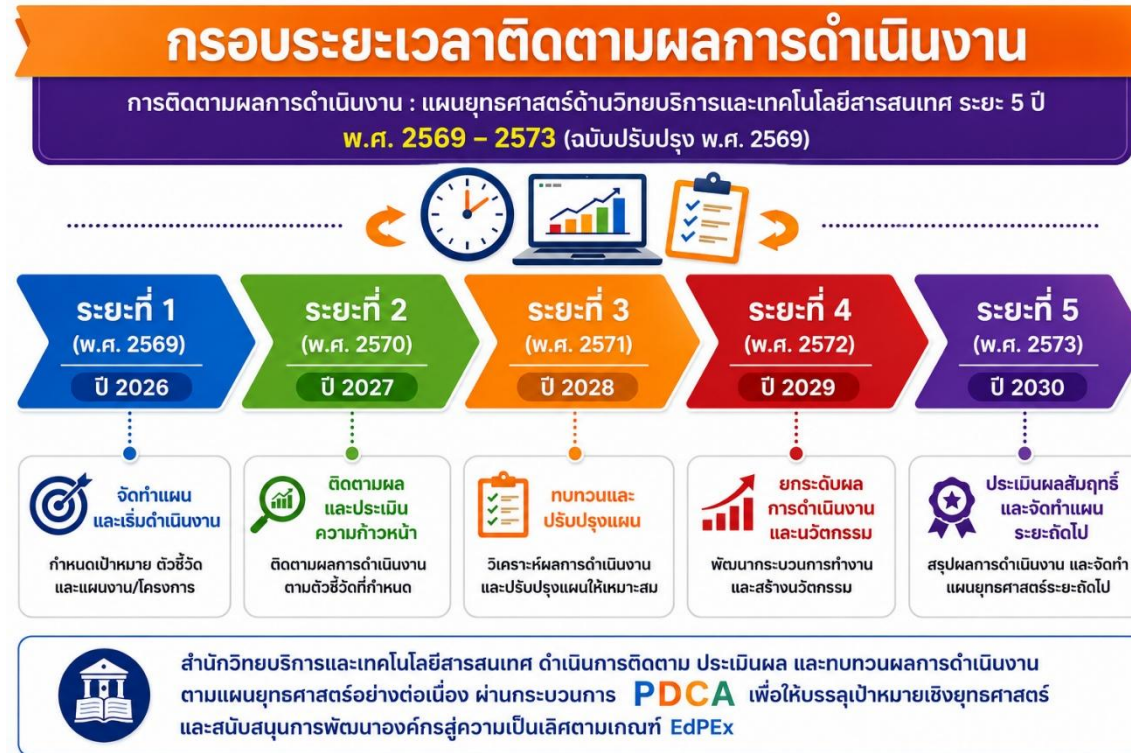 กรอบระยะเวลาติดตามผลการดำเนินงาน
การติดตามผลการดำเนินงาน : แผนยุทธศาสตร์ด้านวิทยบริการและเทคโนโลยีสารสนเทศ ระยะ 5 ปี
พ.ศ. 2569 – 2573 (ฉบับปรับปรุง พ.ศ. 2569)
ระยะที่ 1
(พ.ศ. 2569)
ปี 2026
จัดทำแผน
และเริ่มดำเนินงาน
กำหนดเป้าหมาย ตัวชี้วัด
และแผนงาน/โครงการ
ระยะที่ 2
(พ.ศ. 2570)
ปี 2027
ติดตามผล
และประเมิน
ความก้าวหน้า
ติดตามผลการดำเนินงาน
ตามตัวชี้วัดที่กำหนด
ระยะที่ 3
(พ.ศ. 2571)
ปี 2028
ทบทวนและ
ปรับปรุงแผน
วิเคราะห์ผลการดำเนินงาน
และปรับปรุงแผนให้เหมาะสม
ระยะที่ 4
(พ.ศ. 2572)
ปี 2029
ยกระดับผล
การดำเนินงาน
และนวัตกรรม
พัฒนากระบวนการทำงาน
และสร้างนวัตกรรม
ระยะที่ 5
(พ.ศ. 2573)
ปี 2030
ประเมินผลสัมฤทธิ์
และจัดทำแผน
ระยะถัดไป
สรุปผลการดำเนินงาน และจัดทำ
แผนยุทธศาสตร์ระยะถัดไป
สำนักวิทยบริการและเทคโนโลยีสารสนเทศ ดำเนินการติดตาม ประเมินผล และทบทวนผลการดำเนินงาน
ตามแผนยุทธศาสตร์อย่างต่อเนื่อง ผ่านกระบวนการ PDCA เพื่อให้บรรลุเป้าหมายเชิงยุทธศาสตร์
และสนับสนุนการพัฒนาองค์กรสู่ความเป็นเลิศตามเกณฑ์ EdPEx